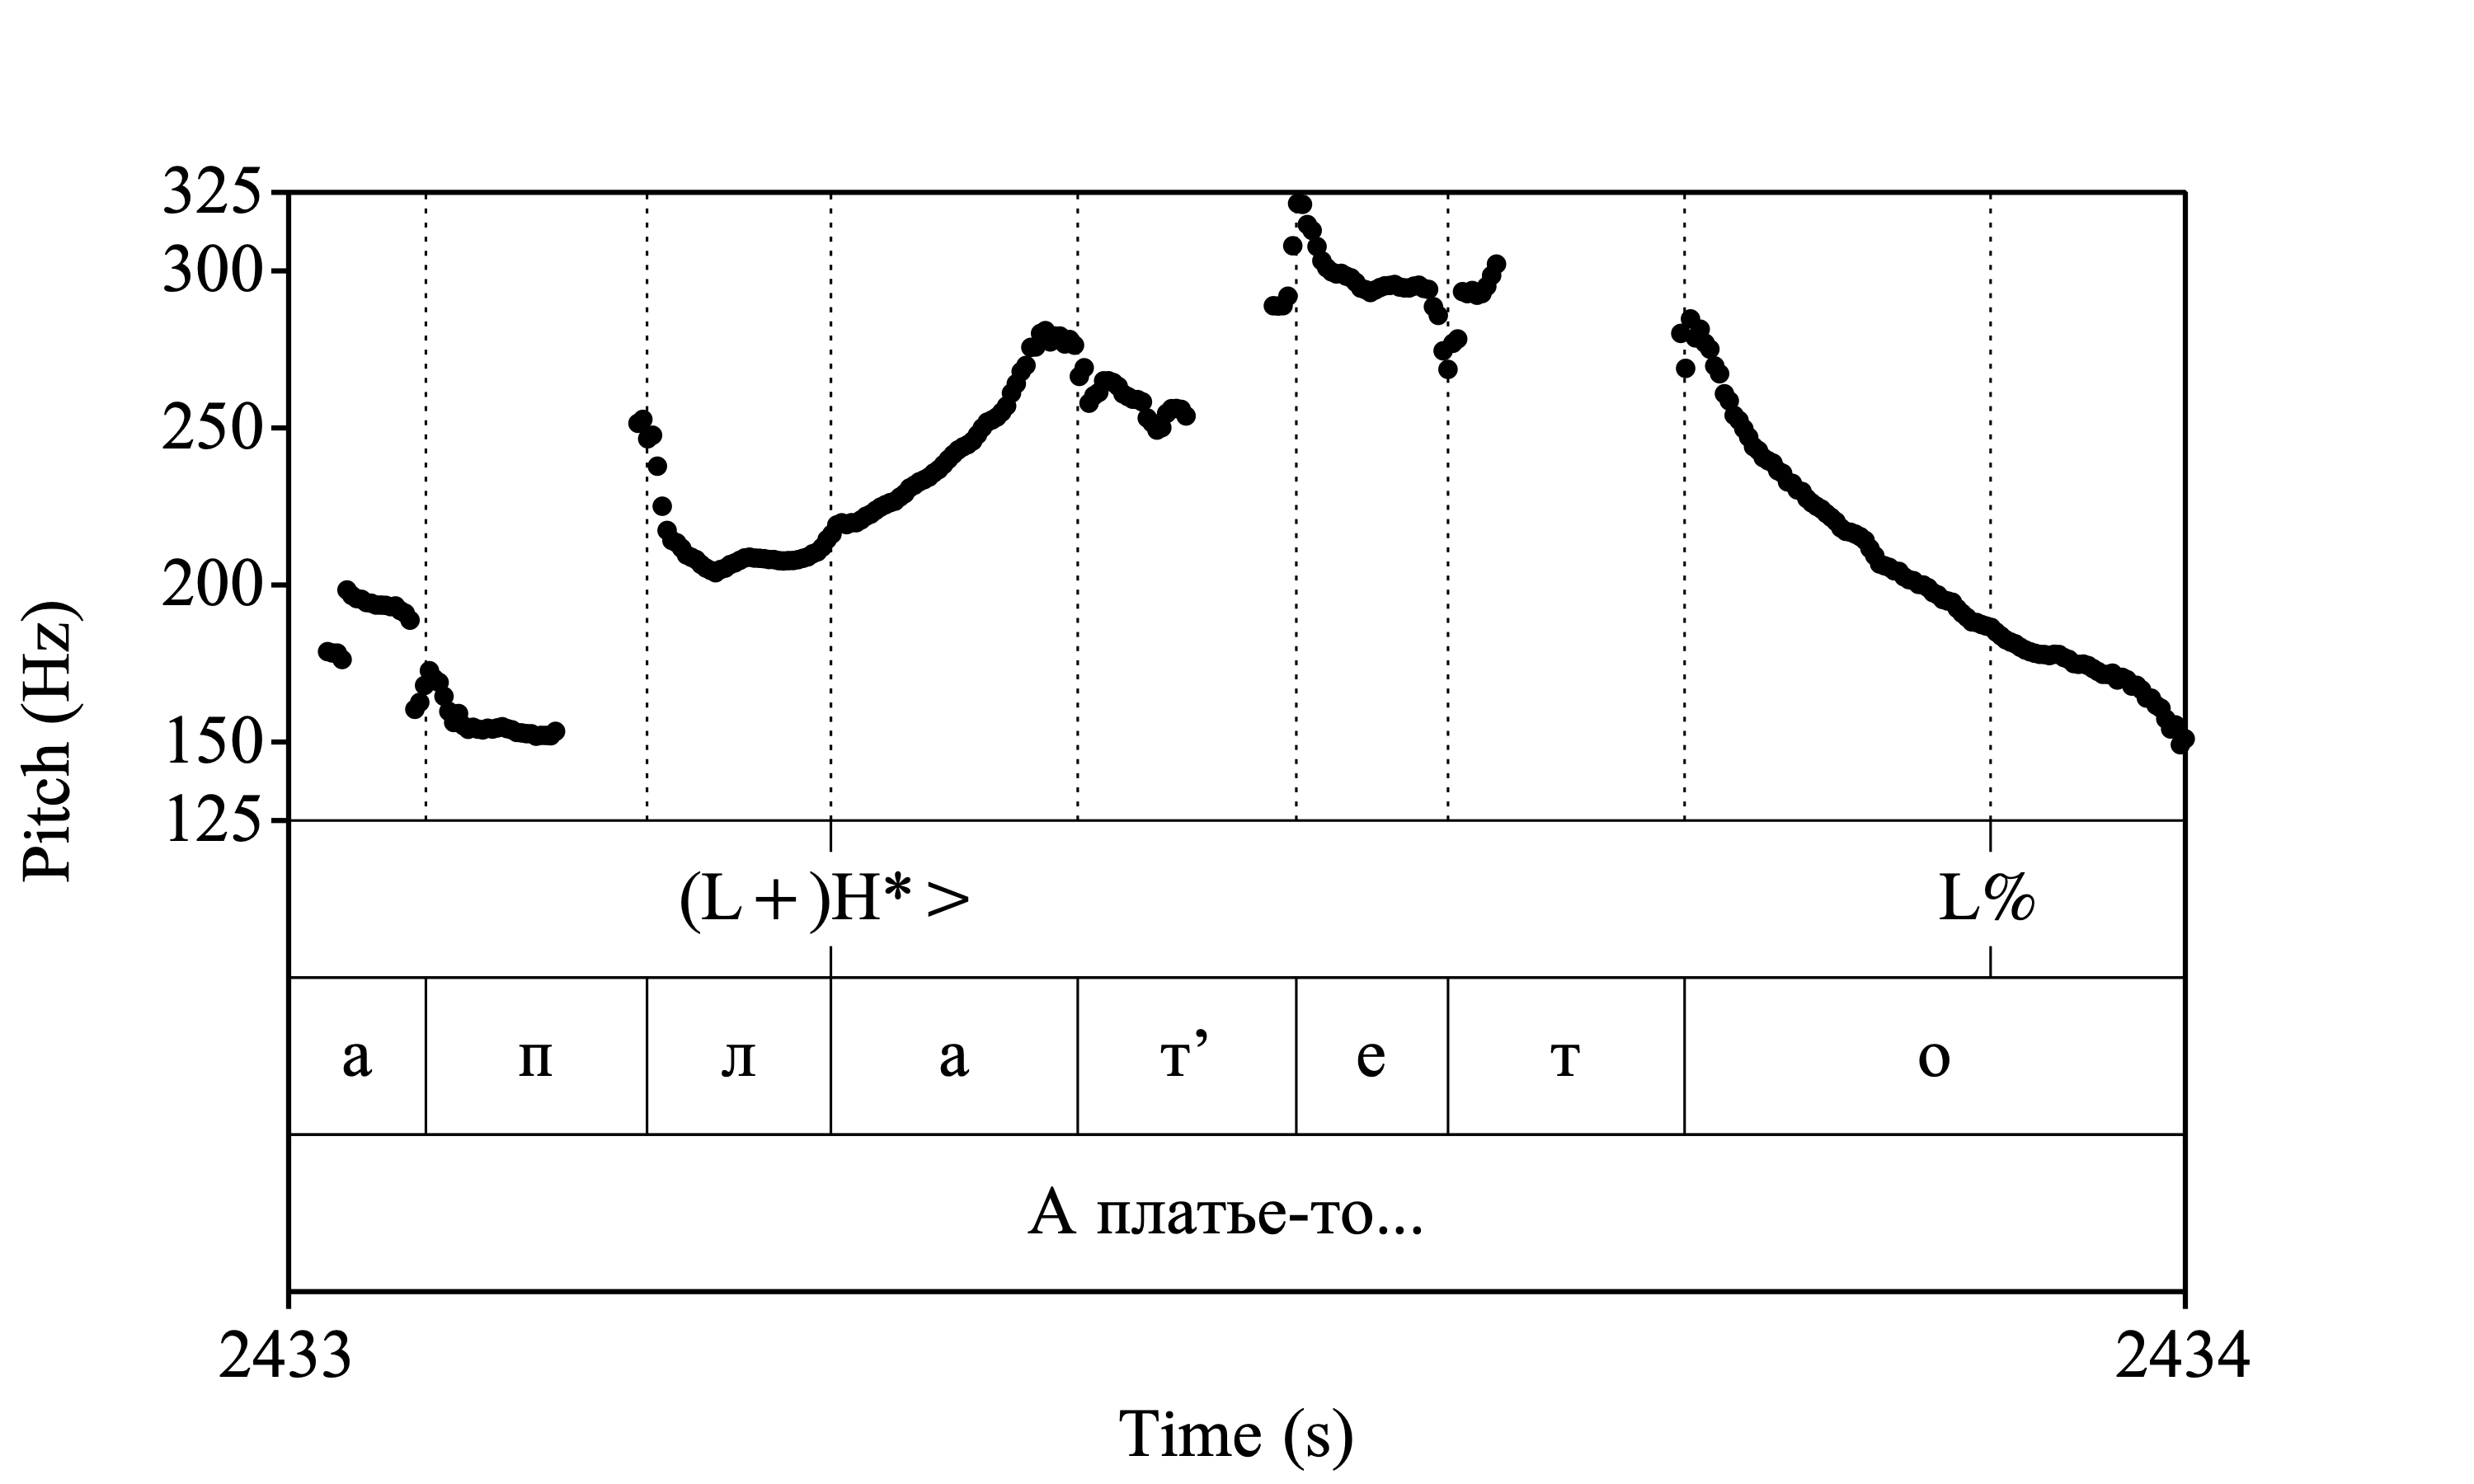 325
300
250
200
150
125
Pitch (Hz)
(L+)H*> L%
а п л а т’ е т о
А платье-то...
2433 2434
Time (s)